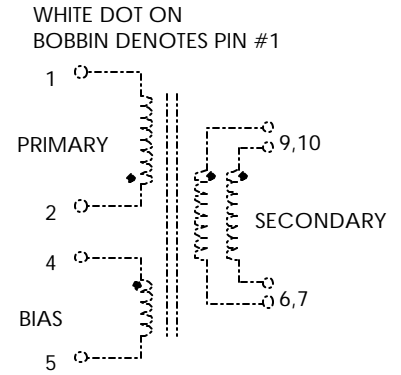 WHITE DOT ON
BOBBIN DENOTES PIN #1
1
PRIMARY
2
4
BIAS
5
9,10
SECONDARY
6,7